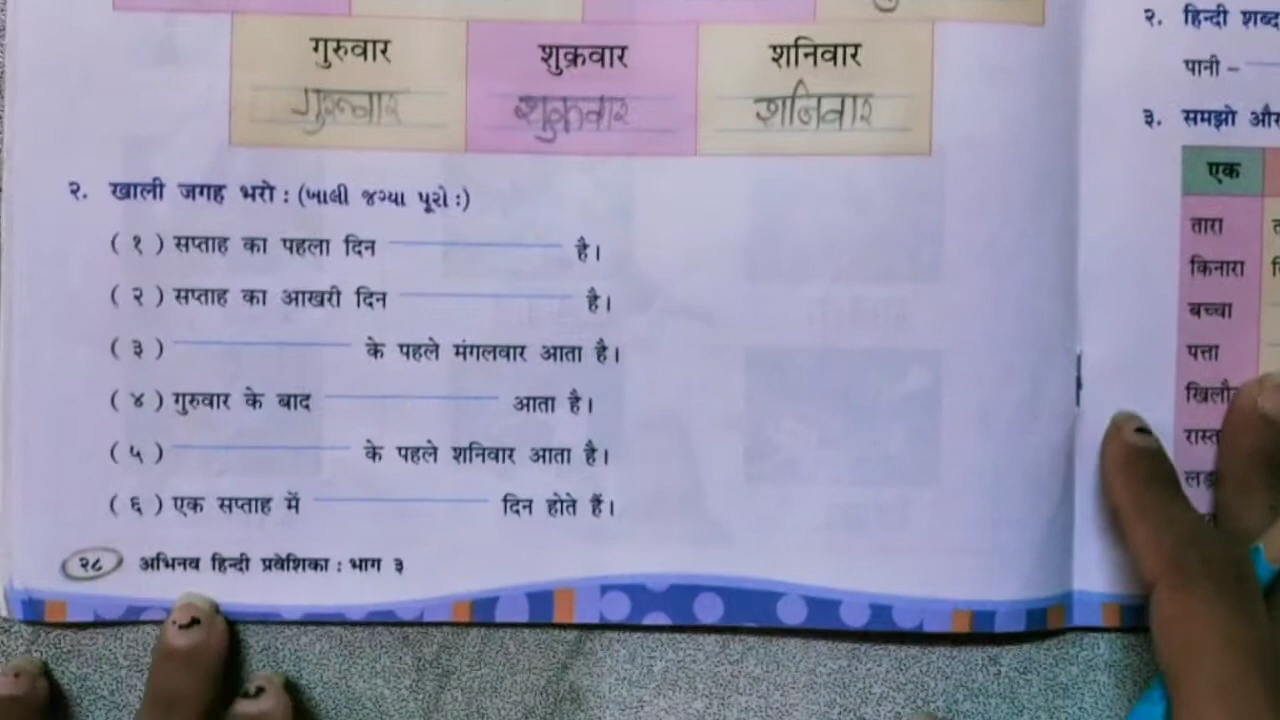 गुरुवार शुक्रवार शनिवार
गुरूवार शुक्रवार शनिवार
२. खाली जगह भरो : (ખાલી જગ્યા પૂરો :)
( १ ) सप्ताह का पहला दिन ———— है।
( २ ) सप्ताह का आखरी दिन ———— है।
( ३ ) ———— के पहले मंगलवार आता है।
( ४ ) गुरुवार के बाद ———— आता है।
( ५ ) ———— के पहले शनिवार आता है।
( ६ ) एक सप्ताह में ———— दिन होते हैं।
२८ अभिनव हिन्दी प्रवेशिका : भाग ३
२. हिन्दी शब्द
पानी –
३. समझो और
एक
तारा
किनारा
बच्चा
पत्ता